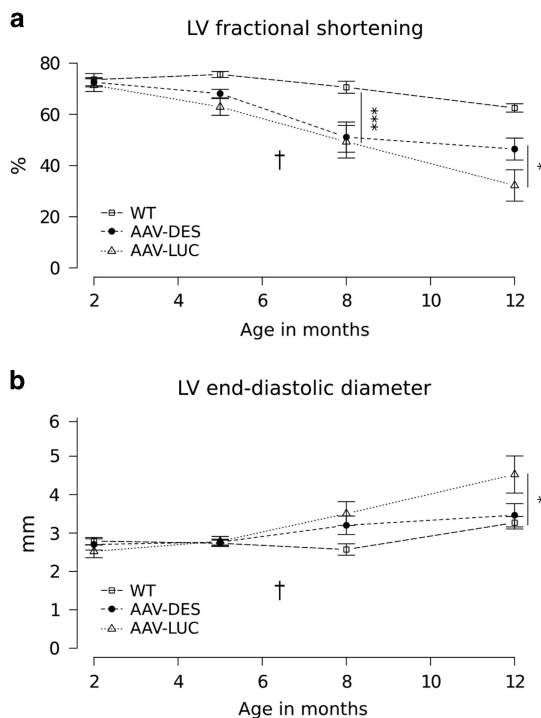 a
LV fractional shortening
80
60
40
20
0
%
***
*
†
WT
AAV-DES
AAV-LUC
2 4 6 8 10 12
Age in months
b
LV end-diastolic diameter
6
5
4
3
2
1
0
mm
*
†
WT
AAV-DES
AAV-LUC
2 4 6 8 10 12
Age in months